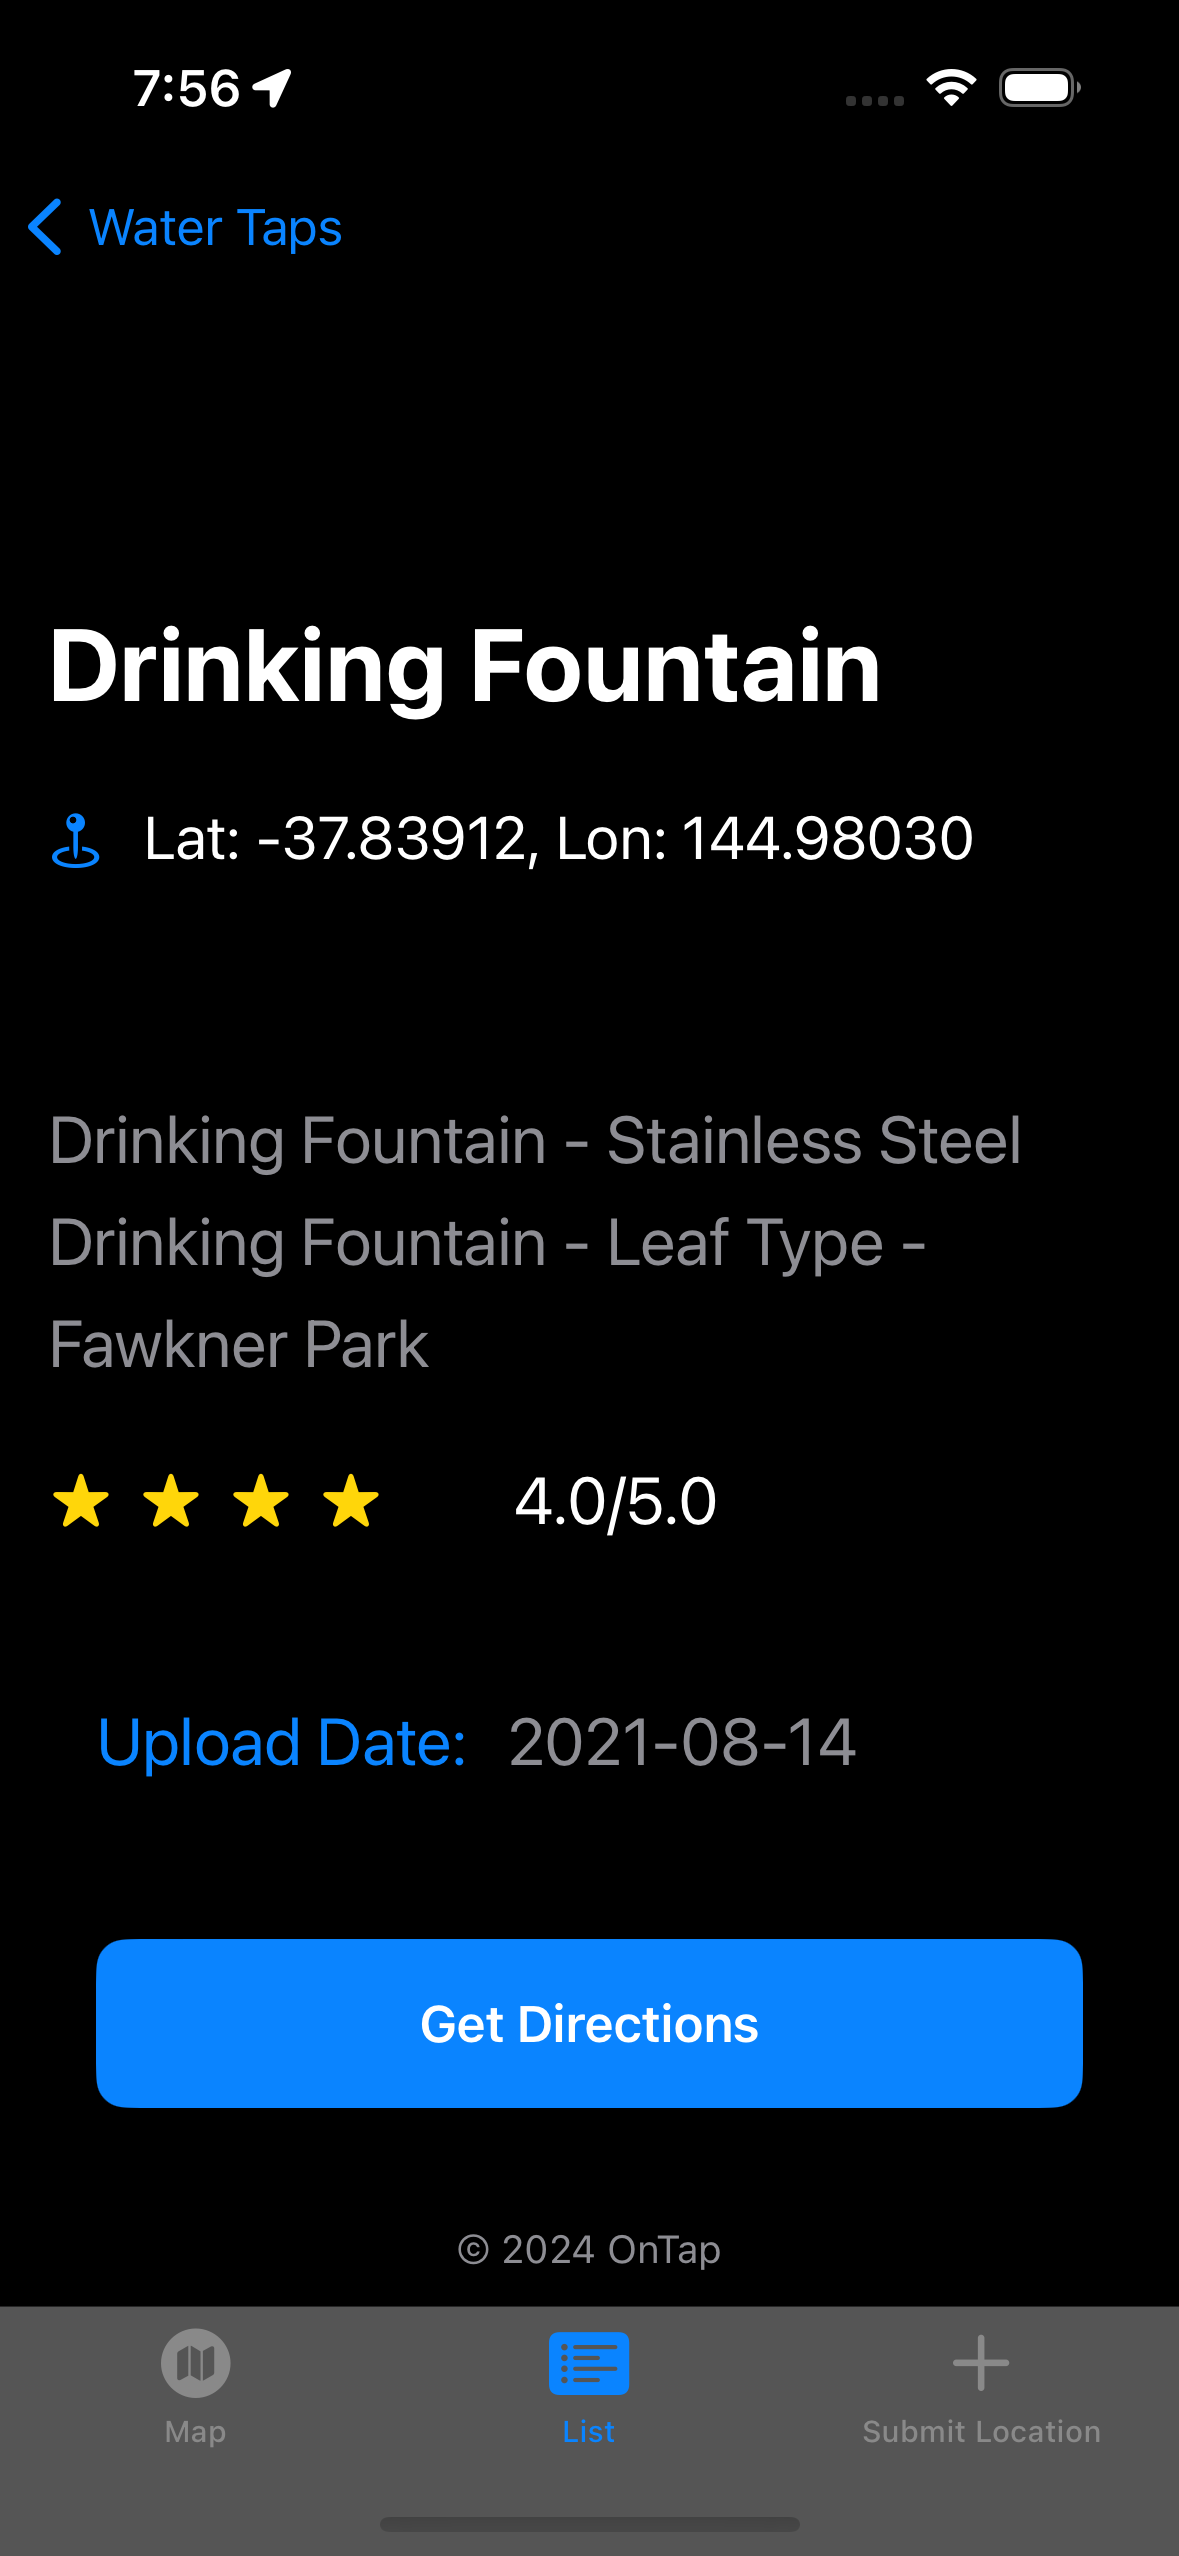 7:56
Water Taps
Drinking Fountain
Lat: -37.83912, Lon: 144.98030
Drinking Fountain - Stainless Steel
Drinking Fountain - Leaf Type -
Fawkner Park
4.0/5.0
Upload Date: 2021-08-14
Get Directions
© 2024 OnTap
Map List Submit Location